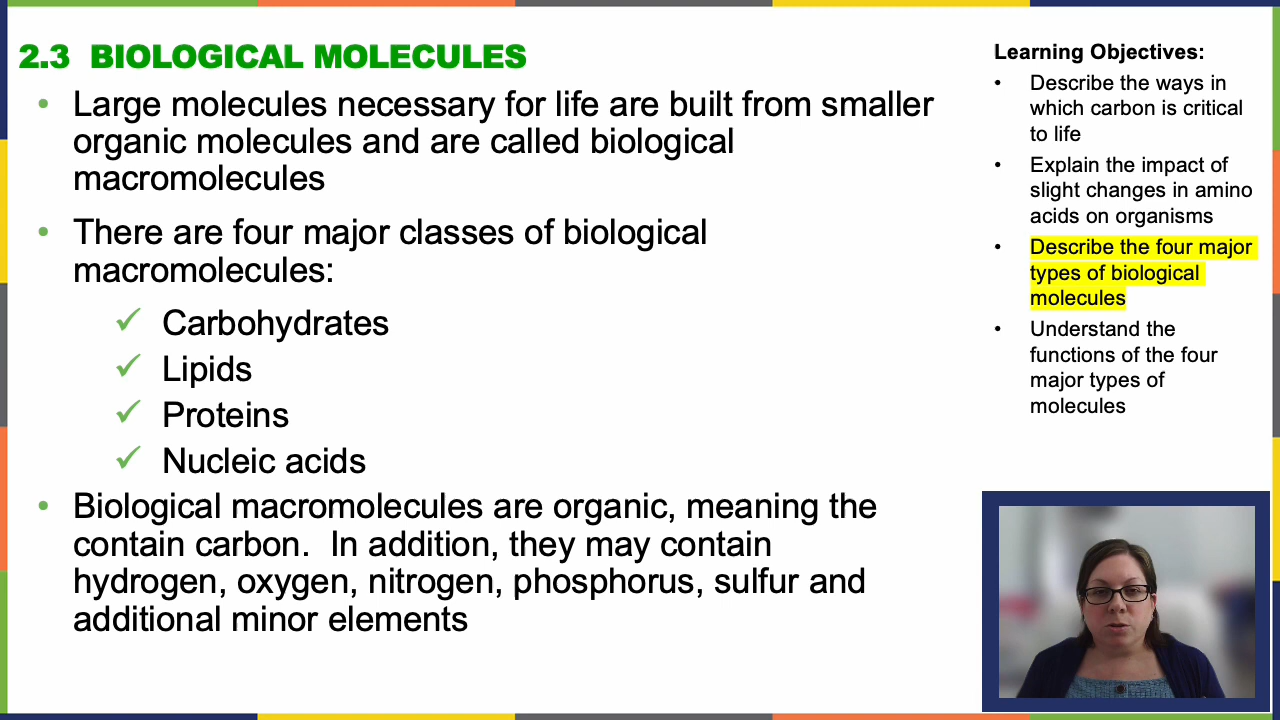 2.3 BIOLOGICAL MOLECULES
• Large molecules necessary for life are built from smaller
organic molecules and are called biological
macromolecules
• There are four major classes of biological
macromolecules:
✓ Carbohydrates
✓ Lipids
✓ Proteins
✓ Nucleic acids
• Biological macromolecules are organic, meaning the
contain carbon. In addition, they may contain
hydrogen, oxygen, nitrogen, phosphorus, sulfur and
additional minor elements
Learning Objectives:
• Describe the ways in
which carbon is critical
to life
• Explain the impact of
slight changes in amino
acids on organisms
• Describe the four major
types of biological
molecules
• Understand the
functions of the four
major types of
molecules